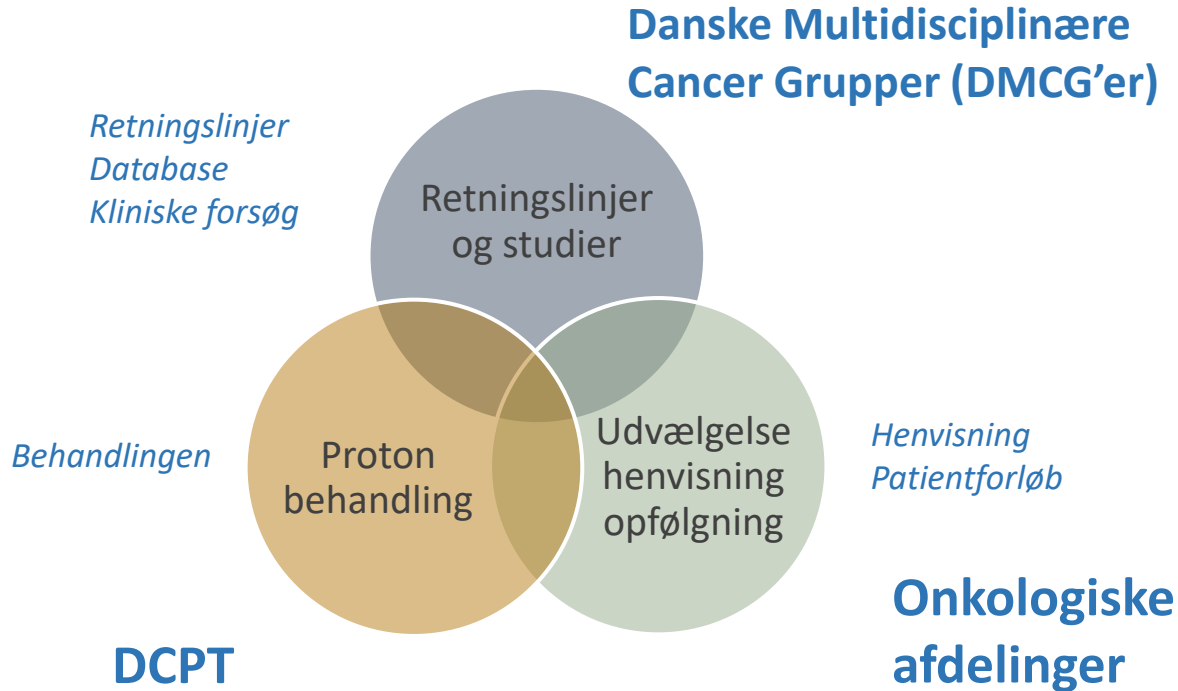 Danske Multidisciplinære
Cancer Grupper (DMCG’er)
Retningslinjer
Database
Kliniske forsøg
Retningslinjer
og studier
Behandlingen
Proton
behandling
Udvælgelse
henvisning
opfølgning
Henvisning
Patientforløb
DCPT
Onkologiske
afdelinger